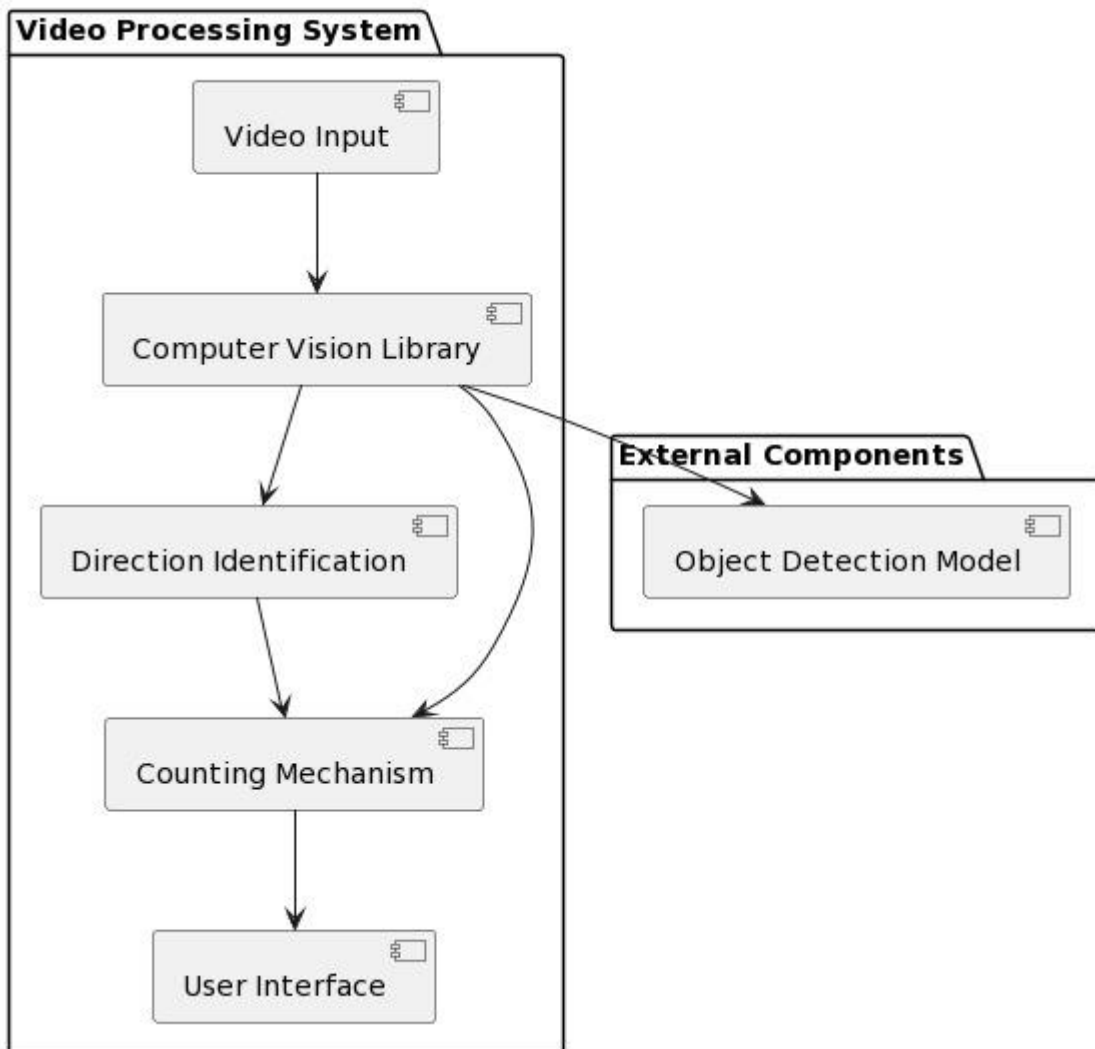 Video Processing System
Video Input
Computer Vision Library
External Components
Direction Identification
Object Detection Model
Counting Mechanism
User Interface